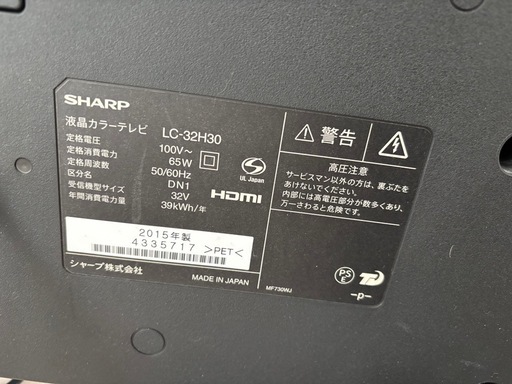 SHARP
液晶カラーテレビ LC-32H30
定格電圧 100V～
定格消費電力 65W
定格周波数 50/60Hz
区分名 DN1
受信機型サイズ 32V
年間消費電力量 39kWh/年
UL Japan
HDMI
2015年製
4335717 >PET<
シャープ株式会社
MADE IN JAPAN
警告
高圧注意
サービスマン以外の方は、裏ぶたを
あけないでください。
内部には高電圧部分が数多くあり、
万一さわると危険です。
MF730WJ
PS
E
-p-